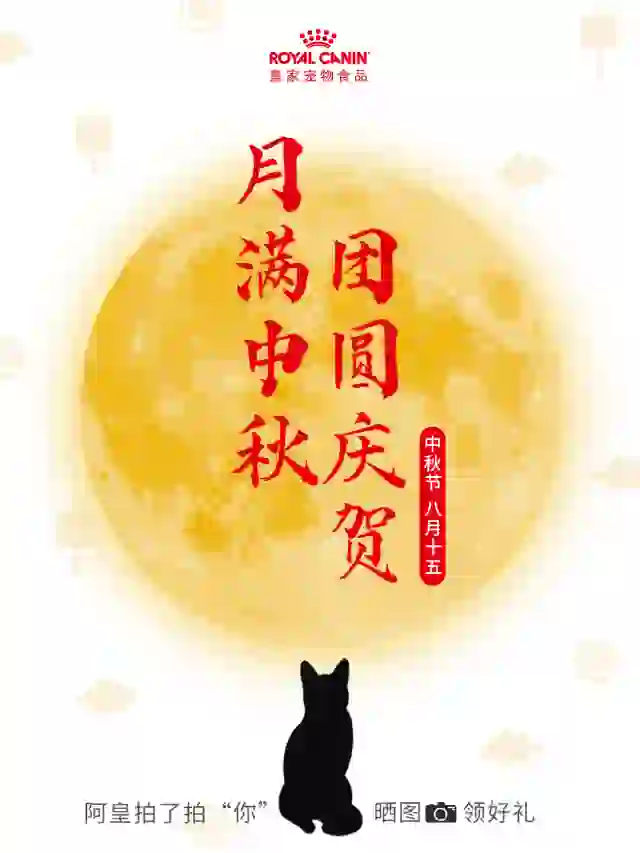 ROYAL CANIN
皇家宠物食品
月满中秋
团圆庆贺
中秋节 八月十五
阿皇拍了拍“你” 晒图 领好礼